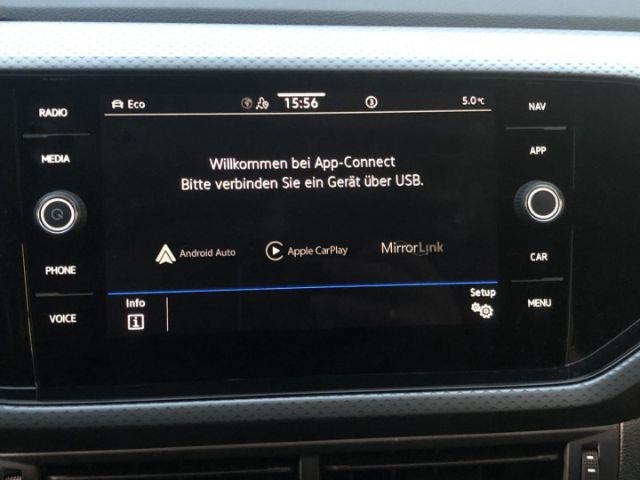 RADIO
MEDIA
PHONE
VOICE
Eco
15:56
5.0°C
Willkommen bei App-Connect
Bitte verbinden Sie ein Gerät über USB.
Android Auto
Apple CarPlay
MirrorLink
Info
Setup
NAV
APP
CAR
MENU